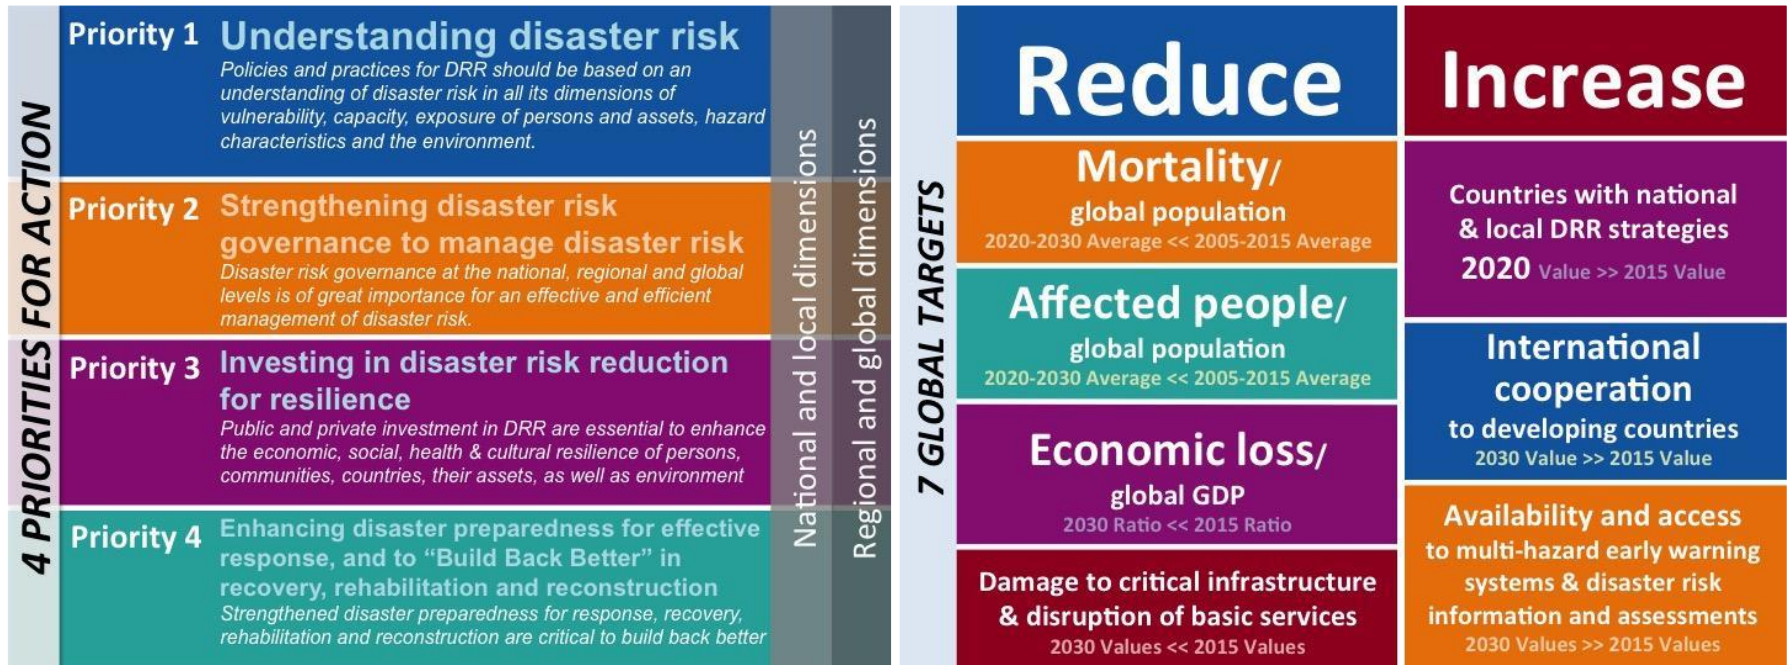 4 PRIORITIES FOR ACTION
Priority 1
Understanding disaster risk
Policies and practices for DRR should be based on an
understanding of disaster risk in all its dimensions of
vulnerability, capacity, exposure of persons and assets, hazard
characteristics and the environment.
Priority 2
Strengthening disaster risk
governance to manage disaster risk
Disaster risk governance at the national, regional and global
levels is of great importance for an effective and efficient
management of disaster risk.
Priority 3
Investing in disaster risk reduction
for resilience
Public and private investment in DRR are essential to enhance
the economic, social, health & cultural resilience of persons,
communities, countries, their assets, as well as environment
Priority 4
Enhancing disaster preparedness for effective
response, and to “Build Back Better” in
recovery, rehabilitation and reconstruction
Strengthened disaster preparedness for response, recovery,
rehabilitation and reconstruction are critical to build back better
National and local dimensions
Regional and global dimensions
7 GLOBAL TARGETS
Reduce
Mortality/
global population
2020-2030 Average << 2005-2015 Average
Affected people/
global population
2020-2030 Average << 2005-2015 Average
Economic loss/
global GDP
2030 Ratio << 2015 Ratio
Damage to critical infrastructure
& disruption of basic services
2030 Values << 2015 Values
Increase
Countries with national
& local DRR strategies
2020 Value >> 2015 Value
International
cooperation
to developing countries
2030 Value >> 2015 Value
Availability and access
to multi-hazard early warning
systems & disaster risk
information and assessments
2030 Values >> 2015 Values